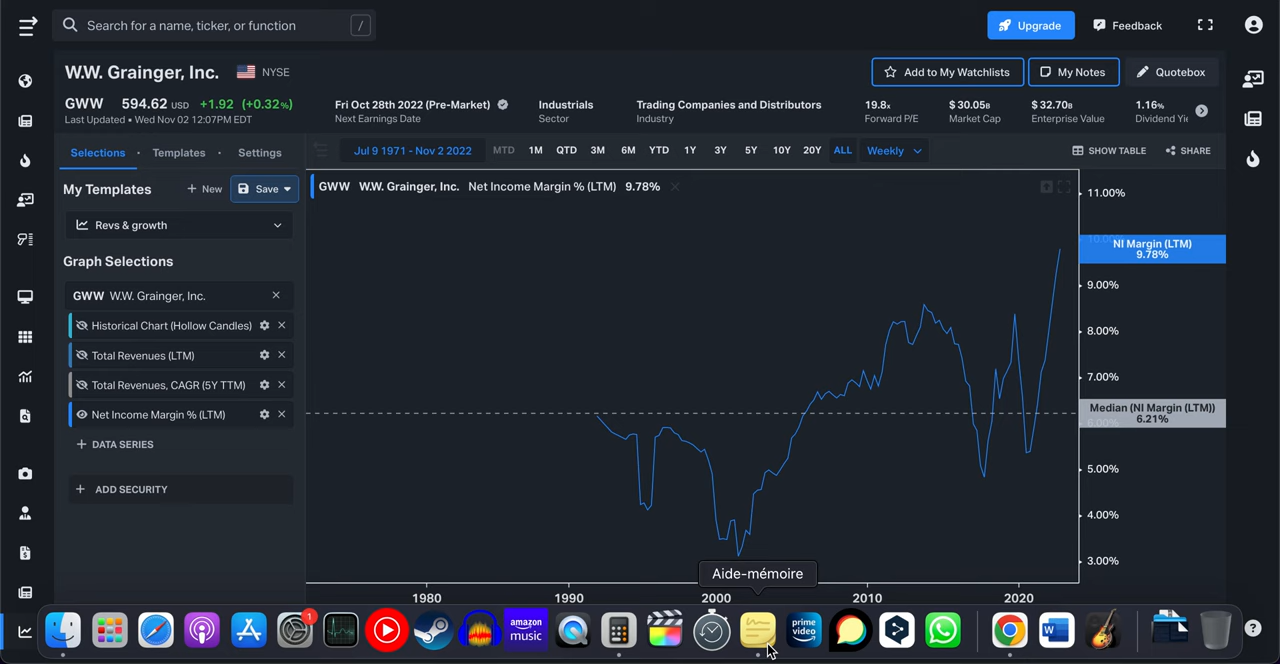 Search for a name, ticker, or function
/
Upgrade
Feedback
W.W. Grainger, Inc.
NYSE
Add to My Watchlists
My Notes
Quotebox
GWW 594.62 USD +1.92 (+0.32%)
Last Updated • Wed Nov 02 12:07PM EDT
Fri Oct 28th 2022 (Pre-Market)
Next Earnings Date
Industrials
Sector
Trading Companies and Distributors
Industry
19.8x
Forward P/E
$ 30.05B
Market Cap
$ 32.70B
Enterprise Value
1.16%
Dividend Yie
Selections • Templates • Settings
Jul 9 1971 - Nov 2 2022
MTD 1M QTD 3M 6M YTD 1Y 3Y 5Y 10Y 20Y ALL
Weekly
SHOW TABLE
SHARE
My Templates
+ New
Save
Revs & growth
Graph Selections
GWW W.W. Grainger, Inc.
Historical Chart (Hollow Candles)
Total Revenues (LTM)
Total Revenues, CAGR (5Y TTM)
Net Income Margin % (LTM)
+ DATA SERIES
+ ADD SECURITY
GWW W.W. Grainger, Inc. Net Income Margin % (LTM) 9.78%
11.00%
10.00%
NI Margin (LTM)
9.78%
9.00%
8.00%
7.00%
Median (NI Margin (LTM))
6.21%
6.00%
5.00%
4.00%
3.00%
1980
1990
2000
2010
2020
Aide-mémoire
1
amazon
music
prime
video
W
?